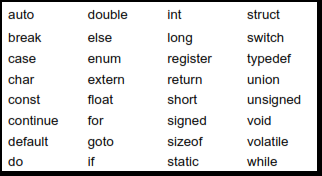 auto double int struct
break else long switch
case enum register typedef
char extern return union
const float short unsigned
continue for signed void
default goto sizeof volatile
do if static while